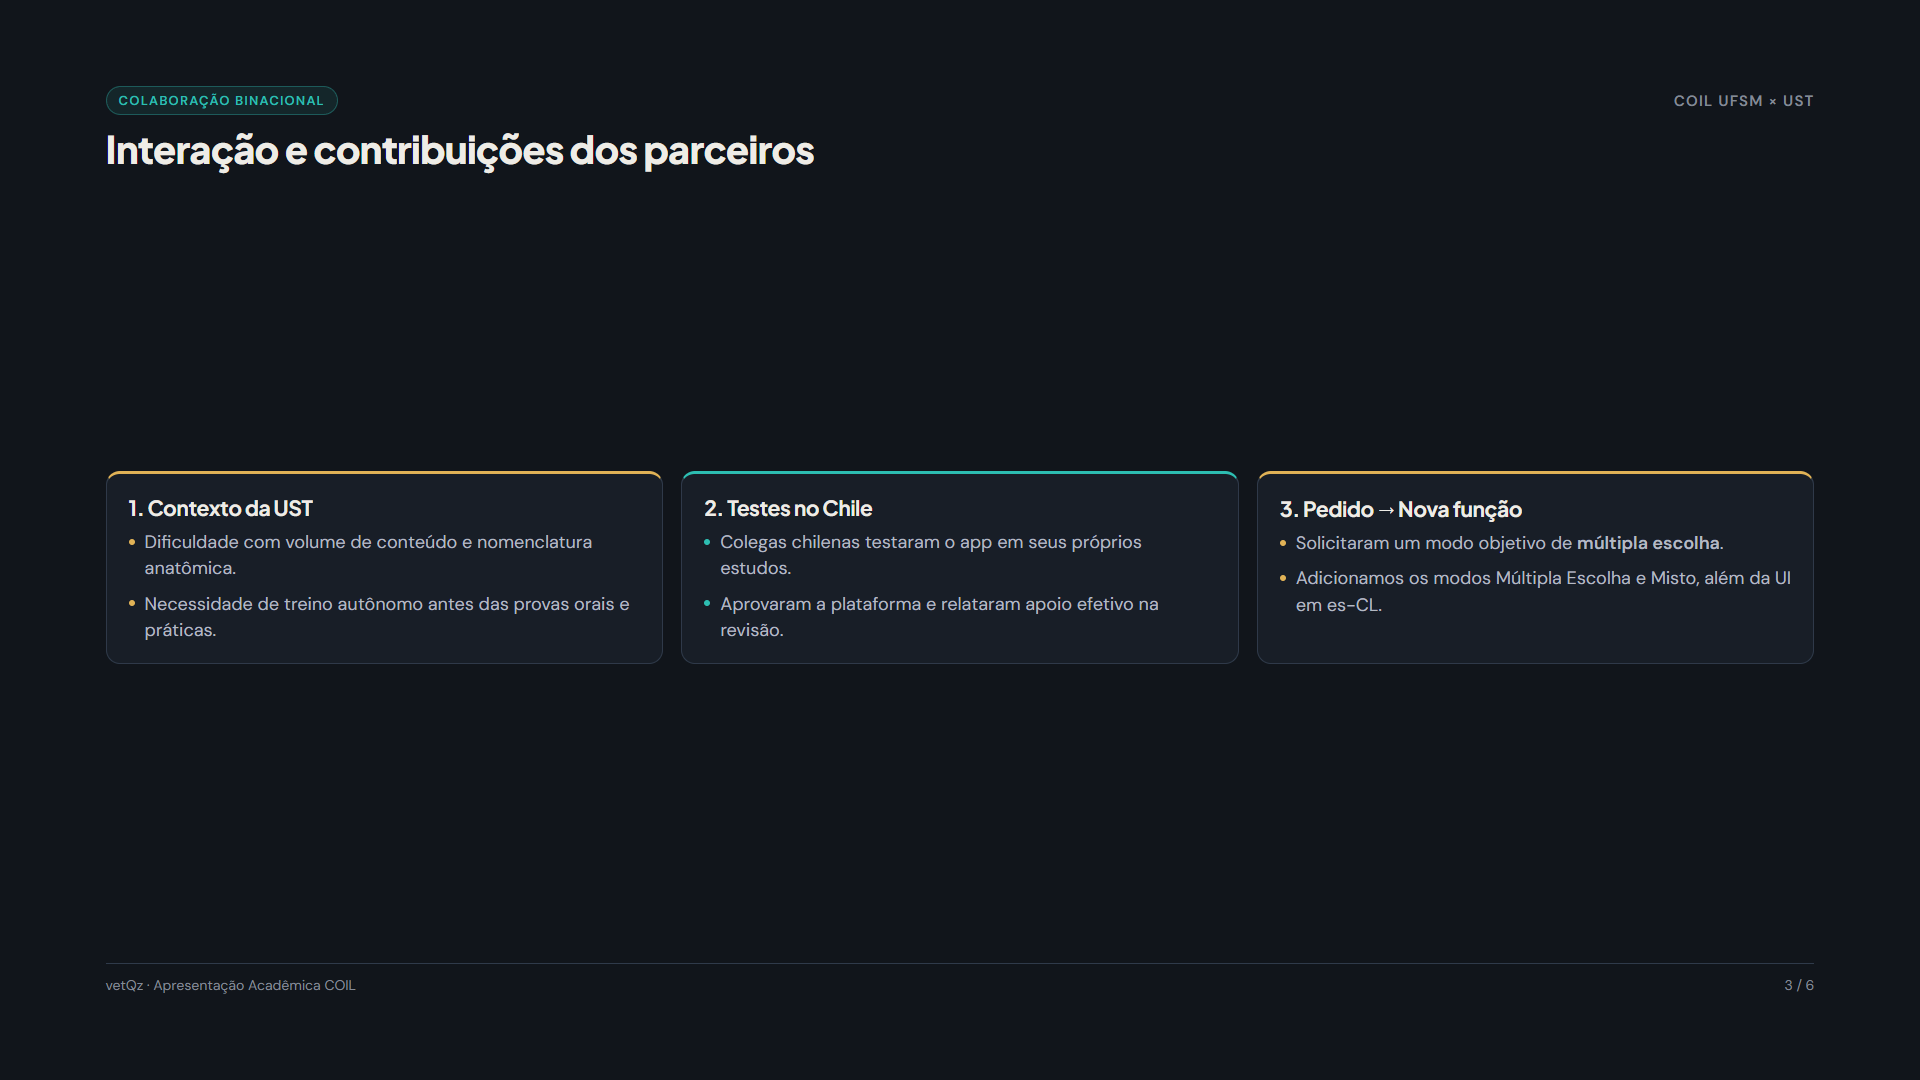 COLABORAÇÃO BINACIONAL
COIL UFSM × UST
Interação e contribuições dos parceiros
1. Contexto da UST
• Dificuldade com volume de conteúdo e nomenclatura
anatômica.
• Necessidade de treino autônomo antes das provas orais e
práticas.
2. Testes no Chile
• Colegas chilenas testaram o app em seus próprios
estudos.
• Aprovaram a plataforma e relataram apoio efetivo na
revisão.
3. Pedido → Nova função
• Solicitaram um modo objetivo de múltipla escolha.
• Adicionamos os modos Múltipla Escolha e Misto, além da UI
em es-CL.
vetQz · Apresentação Acadêmica COIL
3 / 6